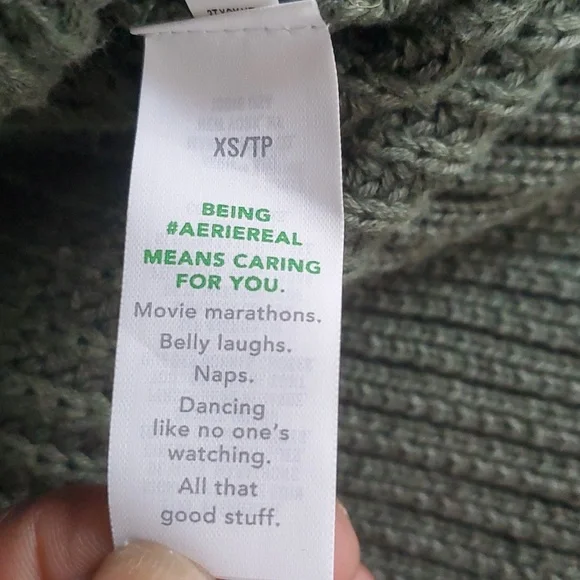 XS/TP
BEING
#AERIEREAL
MEANS CARING
FOR YOU.
Movie marathons.
Belly laughs.
Naps.
Dancing
like no one's
watching.
All that
good stuff.